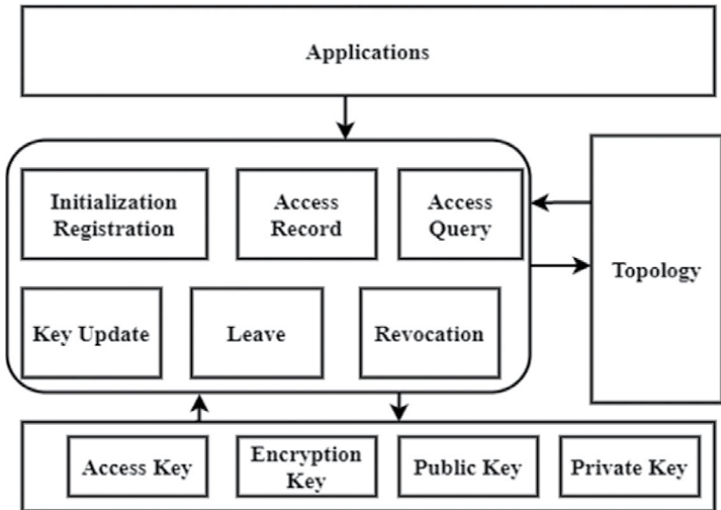 Applications
Initialization
Registration
Access
Record
Access
Query
Topology
Key Update
Leave
Revocation
Access Key
Encryption
Key
Public Key
Private Key